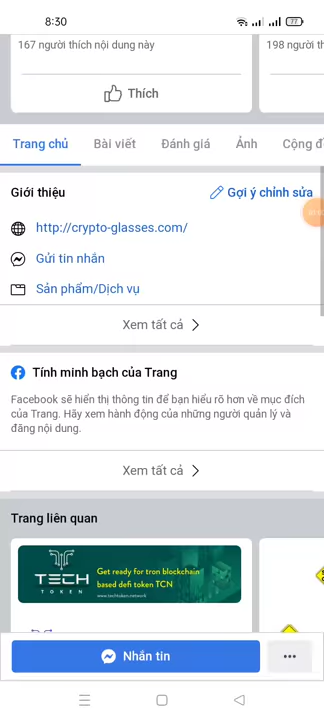 8:30
77
167 người thích nội dung này
198 người th
Thích
Trang chủ
Bài viết
Đánh giá
Ảnh
Cộng đồ
Giới thiệu
Gợi ý chỉnh sửa
http://crypto-glasses.com/
Gửi tin nhắn
Sản phẩm/Dịch vụ
Xem tất cả
Tính minh bạch của Trang
Facebook sẽ hiển thị thông tin để bạn hiểu rõ hơn về mục đích
của Trang. Hãy xem hành động của những người quản lý và
đăng nội dung.
Xem tất cả
Trang liên quan
TECH
TOKEN
Get ready for tron blockchain
based defi token TCN
www.techtoken.network
Nhắn tin